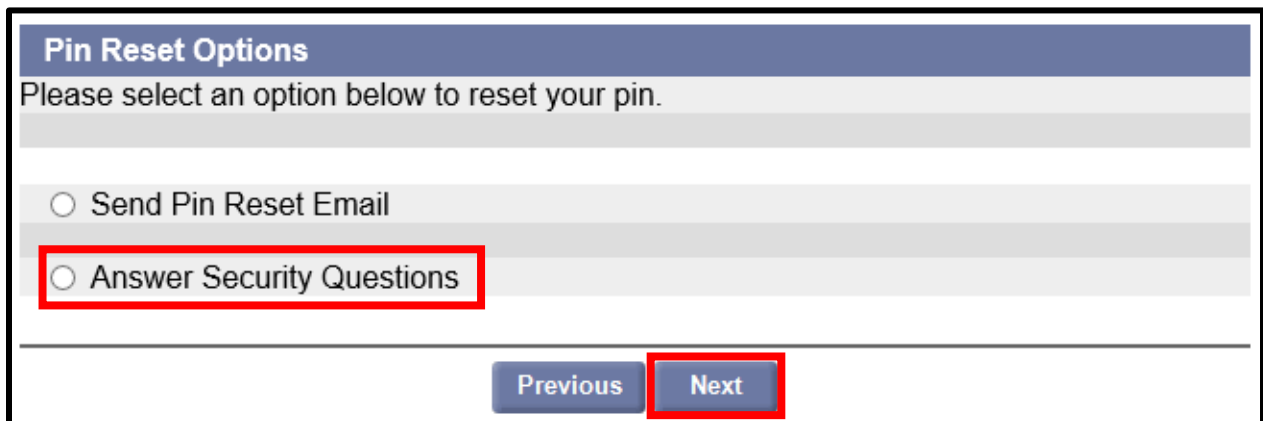 Pin Reset Options
Please select an option below to reset your pin.
Send Pin Reset Email
Answer Security Questions
Previous Next